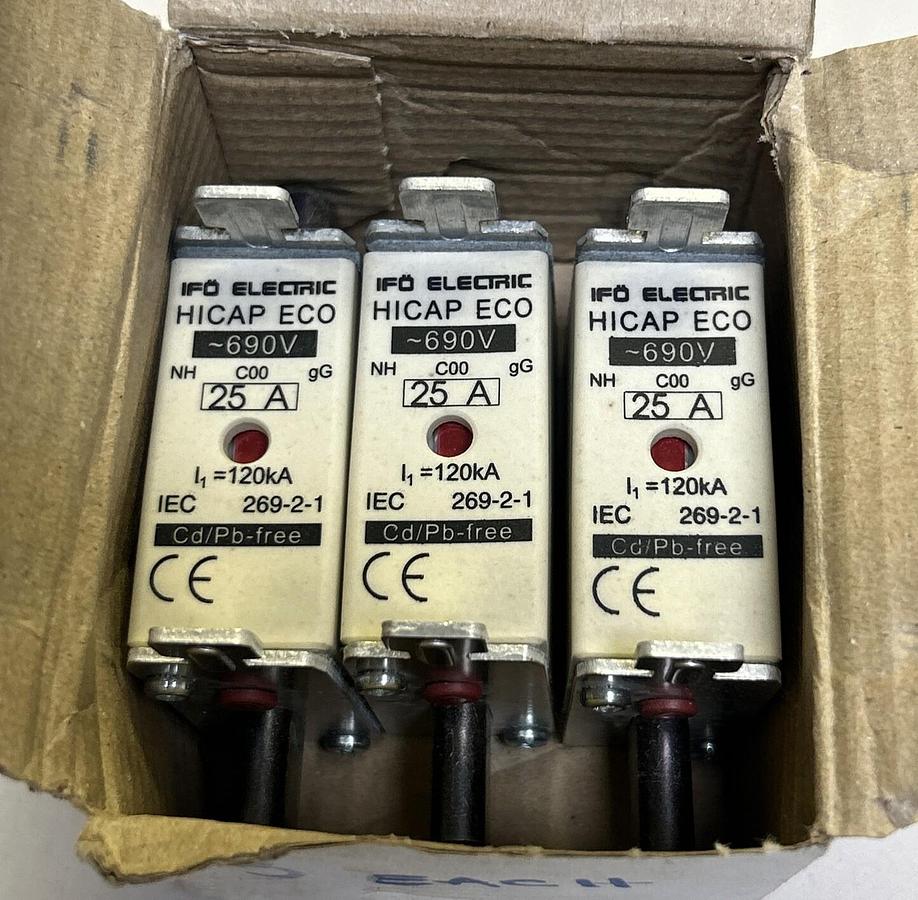 IFÖ ELECTRIC
HICAP ECO
~690V
NH C00 gG
25 A
I1 =120kA
IEC 269-2-1
Cd/Pb-free
CE
IFÖ ELECTRIC
HICAP ECO
~690V
NH C00 gG
25 A
I1 =120kA
IEC 269-2-1
Cd/Pb-free
CE
IFÖ ELECTRIC
HICAP ECO
~690V
NH C00 gG
25 A
I1 =120kA
IEC 269-2-1
Cd/Pb-free
CE
EACH